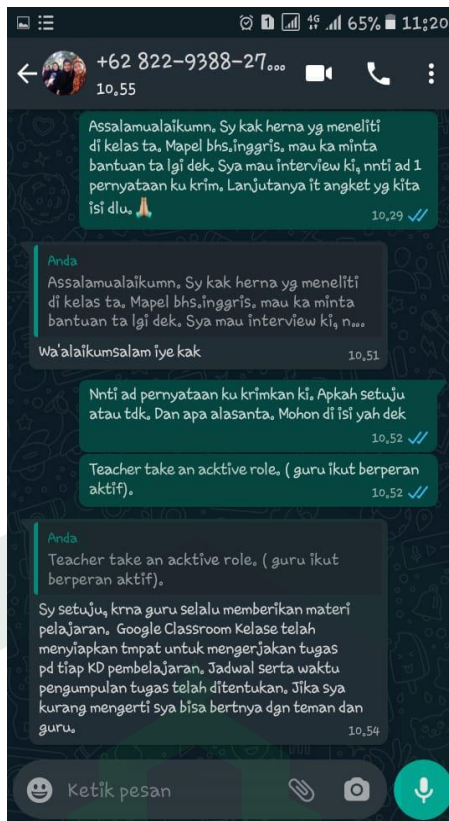 4G 65% 11:20
+62 822-9388-27...
10.55
Assalamualaikumn. Sy kak herna yg meneliti
di kelas ta. Mapel bhs.inggris. mau ka minta
bantuan ta lgi dek. Sya mau interview ki, nnti ad 1
pernyataan ku krim. Lanjutanya it angket yg kita
isi dlu. 🙏🏻
10.29
Anda
Assalamualaikumn. Sy kak herna yg meneliti
di kelas ta. Mapel bhs.inggris. mau ka minta
bantuan ta lgi dek. Sya mau interview ki, n...
Wa'alaikumsalam iye kak
10.51
Nnti ad pernyataan ku krimkan ki. Apkah setuju
atau tdk. Dan apa alasanta. Mohon di isi yah dek
10.52
Teacher take an acktive role. ( guru ikut berperan
aktif).
10.52
Anda
Teacher take an acktive role. ( guru ikut
berperan aktif).
Sy setuju, krna guru selalu memberikan materi
pelajaran. Google Classroom Kelase telah
menyiapkan tmpat untuk mengerjakan tugas
pd tiap KD pembelajaran. Jadwal serta waktu
pengumpulan tugas telah ditentukan. Jika sya
kurang mengerti sya bisa bertnya dgn teman dan
guru.
10.54
Ketik pesan